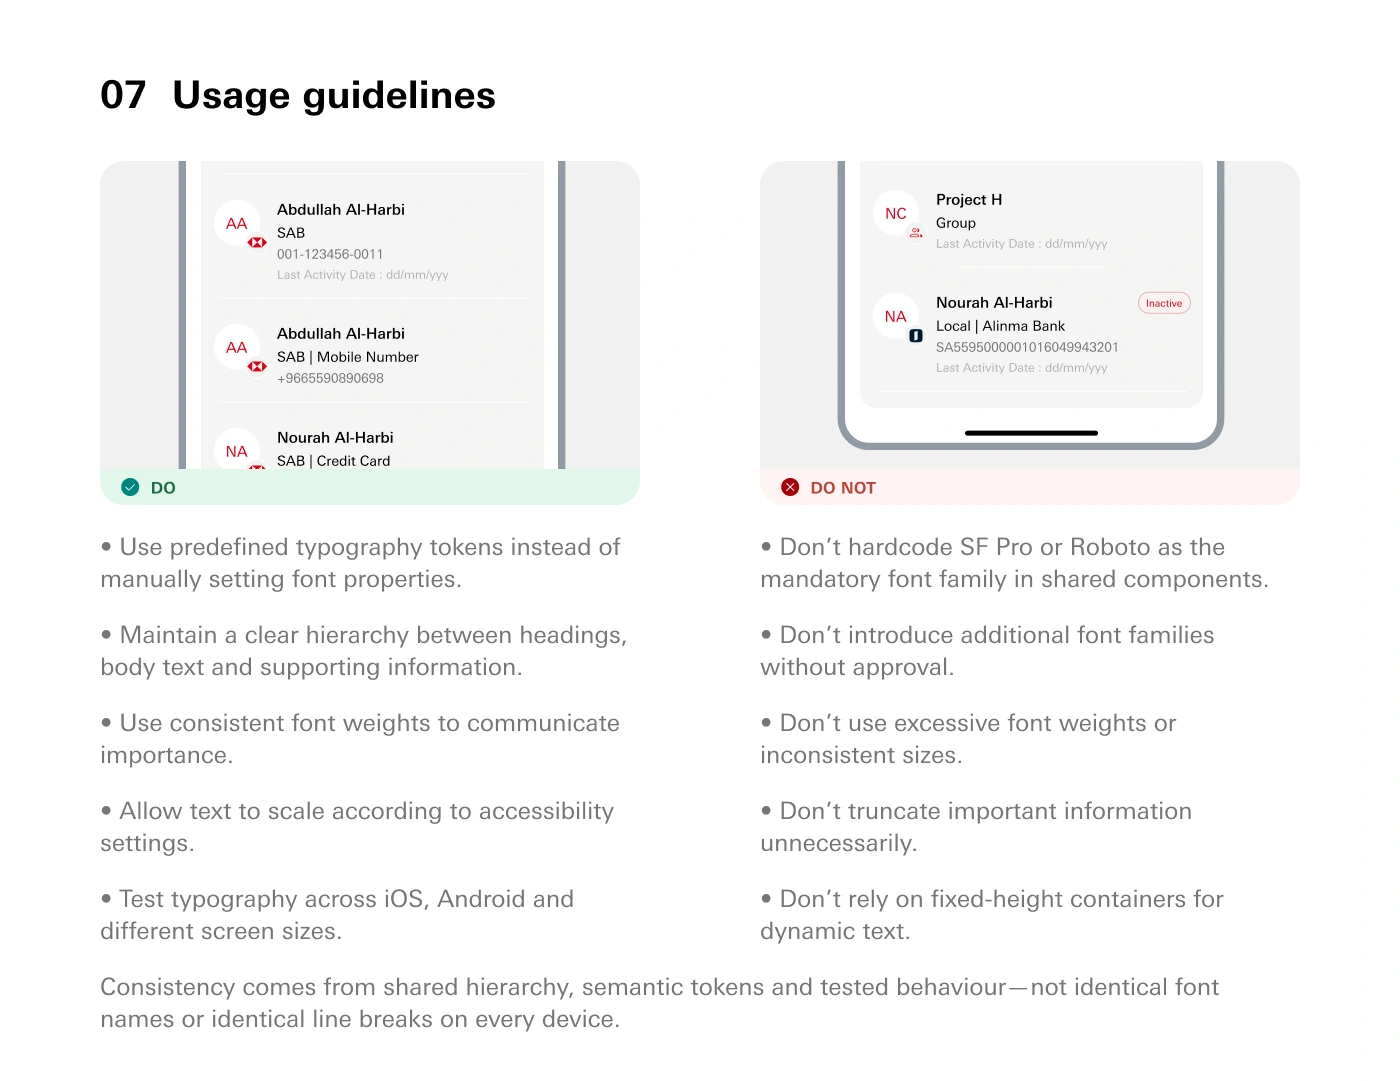 07 Usage guidelines
AA
Abdullah Al-Harbi
SAB
001-123456-0011
Last Activity Date : dd/mm/yyy
AA
Abdullah Al-Harbi
SAB | Mobile Number
+9665590890698
NA
Nourah Al-Harbi
SAB | Credit Card
DO
• Use predefined typography tokens instead of
manually setting font properties.
• Maintain a clear hierarchy between headings,
body text and supporting information.
• Use consistent font weights to communicate
importance.
• Allow text to scale according to accessibility
settings.
• Test typography across iOS, Android and
different screen sizes.
NC
Project H
Group
Last Activity Date : dd/mm/yyy
NA
Nourah Al-Harbi
Inactive
Local | Alinma Bank
SA5595000001016049943201
Last Activity Date : dd/mm/yyy
DO NOT
• Don’t hardcode SF Pro or Roboto as the
mandatory font family in shared components.
• Don’t introduce additional font families
without approval.
• Don’t use excessive font weights or
inconsistent sizes.
• Don’t truncate important information
unnecessarily.
• Don’t rely on fixed-height containers for
dynamic text.
Consistency comes from shared hierarchy, semantic tokens and tested behaviour—not identical font
names or identical line breaks on every device.